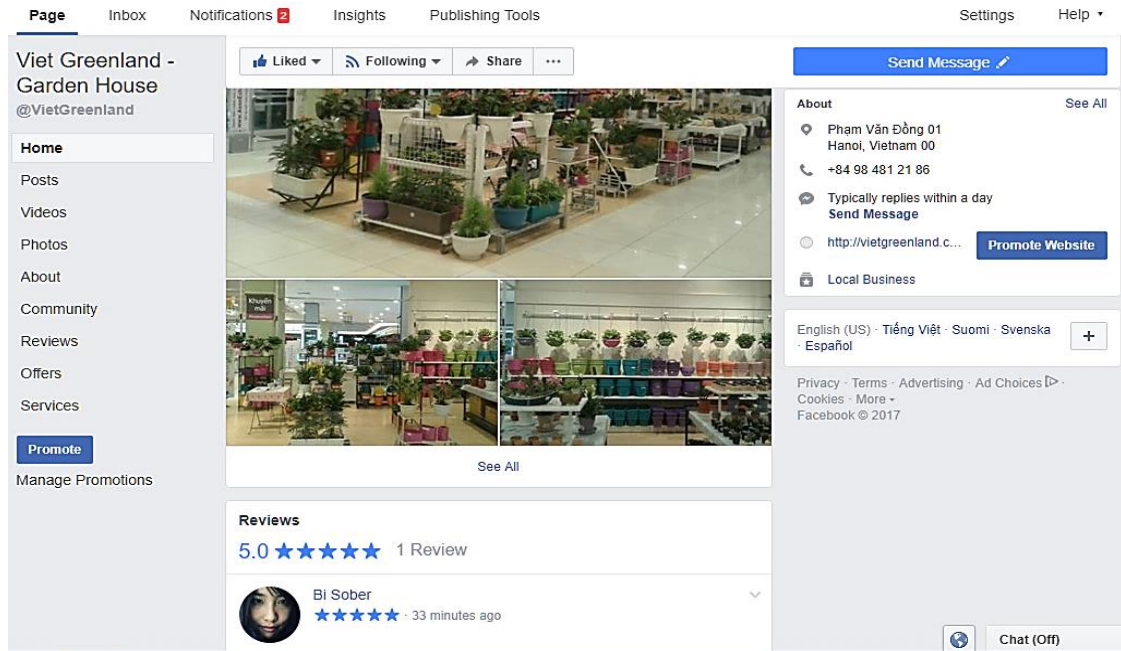 Page Inbox Notifications 2 Insights Publishing Tools Settings Help
Viet Greenland -
Garden House
@VietGreenland
Home
Posts
Videos
Photos
About
Community
Reviews
Offers
Services
Promote
Manage Promotions
Liked Following Share ...
Send Message
Khuyến
mãi
See All
Reviews
5.0 1 Review
Bi Sober
· 33 minutes ago
About See All
Phạm Văn Đồng 01
Hanoi, Vietnam 00
+84 98 481 21 86
Typically replies within a day
Send Message
http://vietgreenland.c... Promote Website
Local Business
English (US) · Tiếng Việt · Suomi · Svenska
· Español +
Privacy · Terms · Advertising · Ad Choices ·
Cookies · More
Facebook © 2017
Chat (Off)